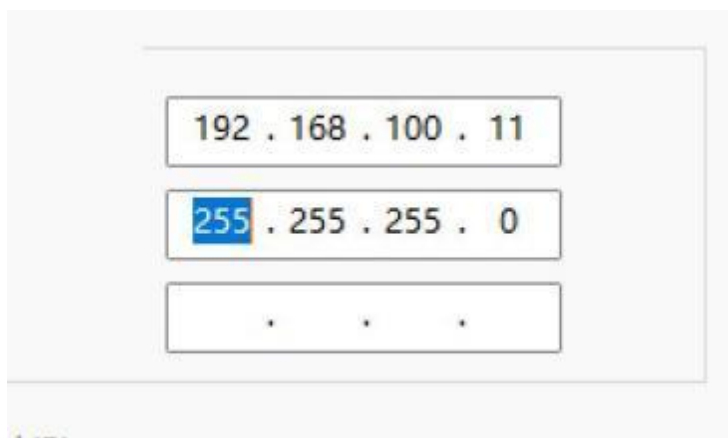 192 . 168 . 100 . 11
255 . 255 . 255 . 0
. . .